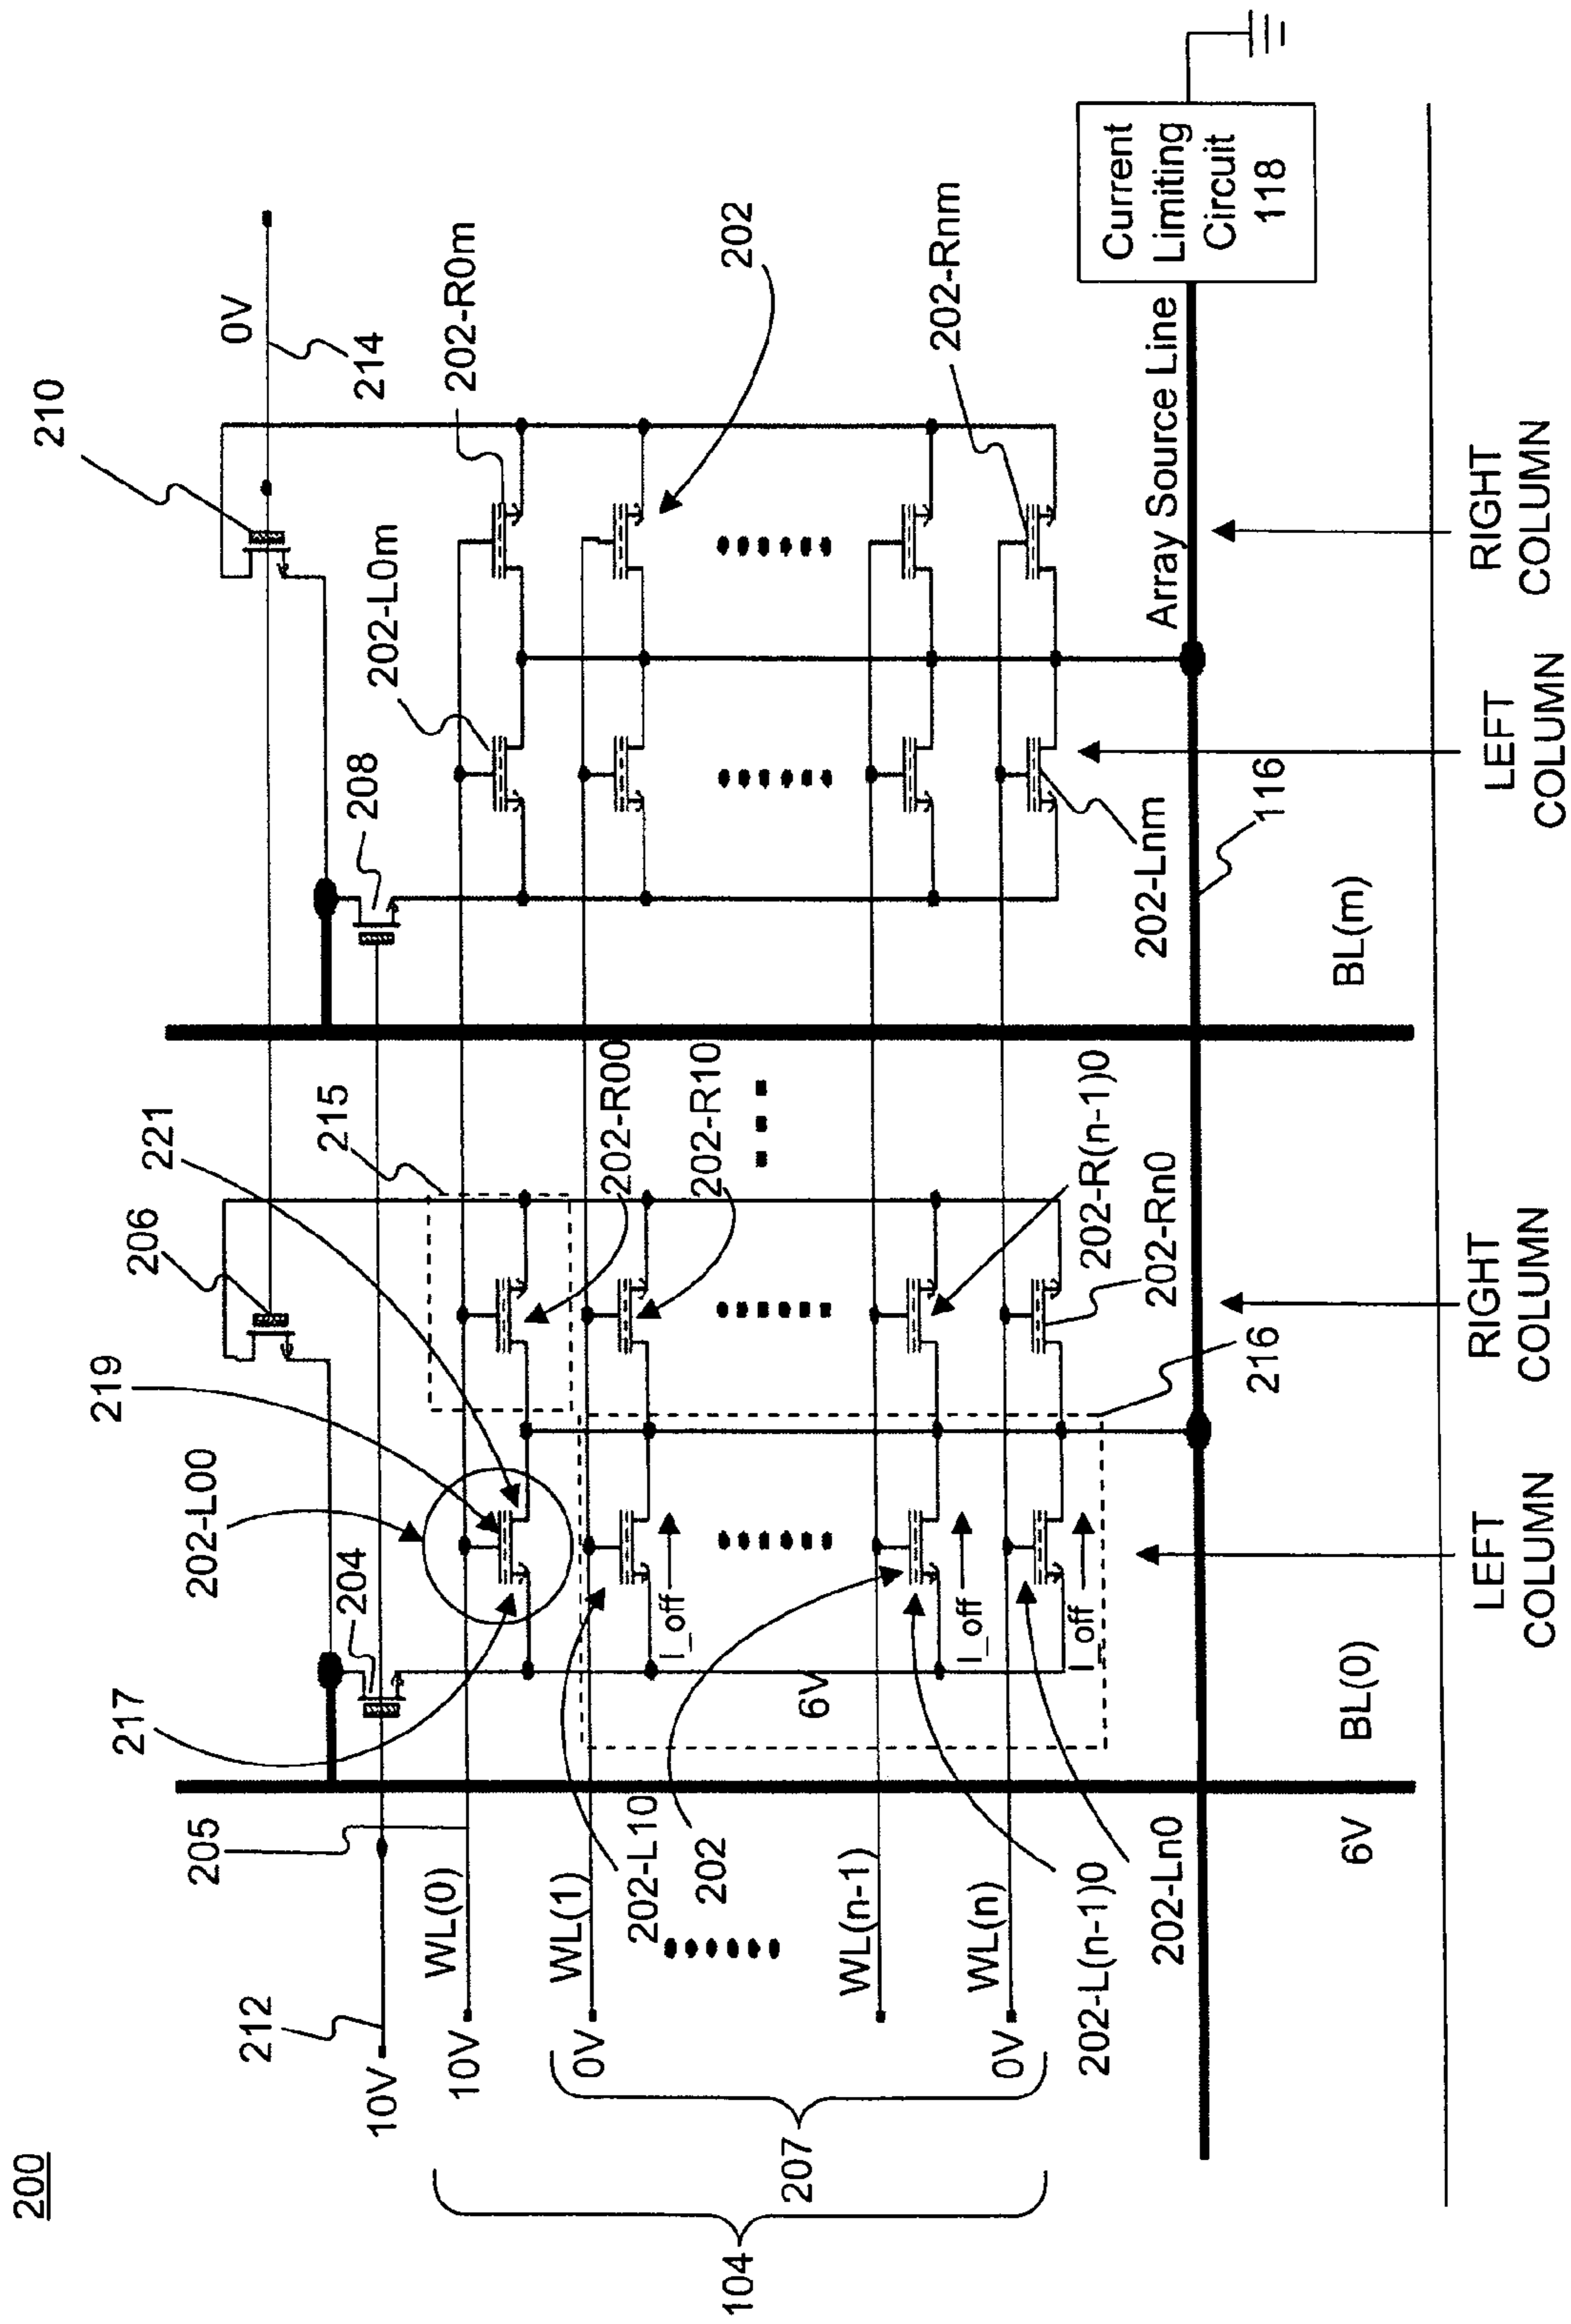 200
210
0V
214
202-R0m
202
202-L0m
202-Rnm
208
Current
Limiting
Circuit
118
Array Source Line
202-Lnm
116
BL(m)
RIGHT
COLUMN
LEFT
COLUMN
206
221
215
202-R00
202-R10
202-R(n-1)0
202-Rn0
219
202-L00
204
217
216
I_off
I_off
I_off
6V
BL(0)
RIGHT
COLUMN
LEFT
COLUMN
205
212
10V
WL(0)
10V
WL(1)
0V
202-L10
202
WL(n-1)
WL(n)
0V
202-L(n-1)0
202-Ln0
6V
207
104